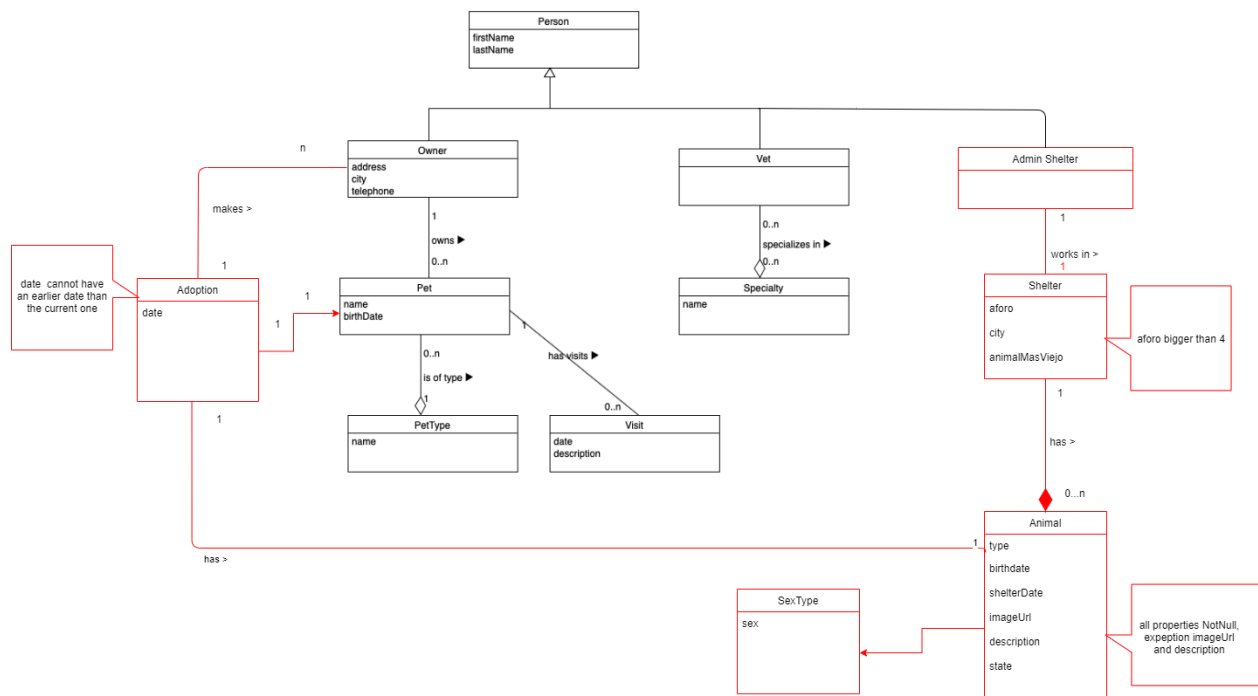 Person
firstName
lastName
n
Owner
address
city
telephone
Vet
Admin Shelter
makes >
1
owns ▶
0..n
0..n
specializes in ▶
0..n
1
works in >
1
date cannot have
an earlier date than
the current one
1
Adoption
date
1
1
Pet
name
birthDate
1
Specialty
name
Shelter
aforo
city
animalMasViejo
aforo bigger than 4
0..n
is of type ▶
1
has visits ▶
0..n
1
PetType
name
Visit
date
description
1
has >
0...n
has >
1
Animal
type
birthdate
shelterDate
imageUrl
description
state
SexType
sex
all properties NotNull,
expeption imageUrl
and description